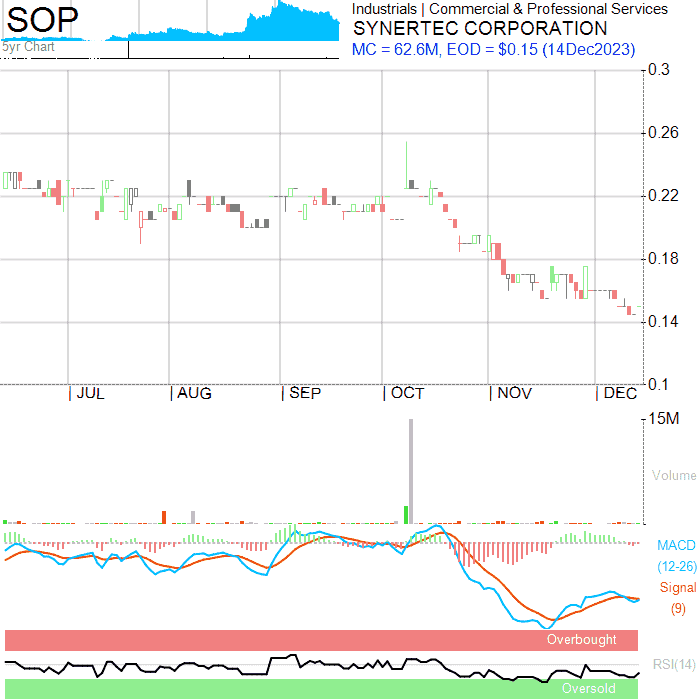 SOP
5yr Chart
Industrials | Commercial & Professional Services
SYNERTEC CORPORATION
MC = 62.6M, EOD = $0.15 (14Dec2023)
0.3
0.26
0.22
0.18
0.14
0.1
JUL
AUG
SEP
OCT
NOV
DEC
15M
Volume
MACD
(12-26)
Signal
(9)
Overbought
RSI(14)
Oversold